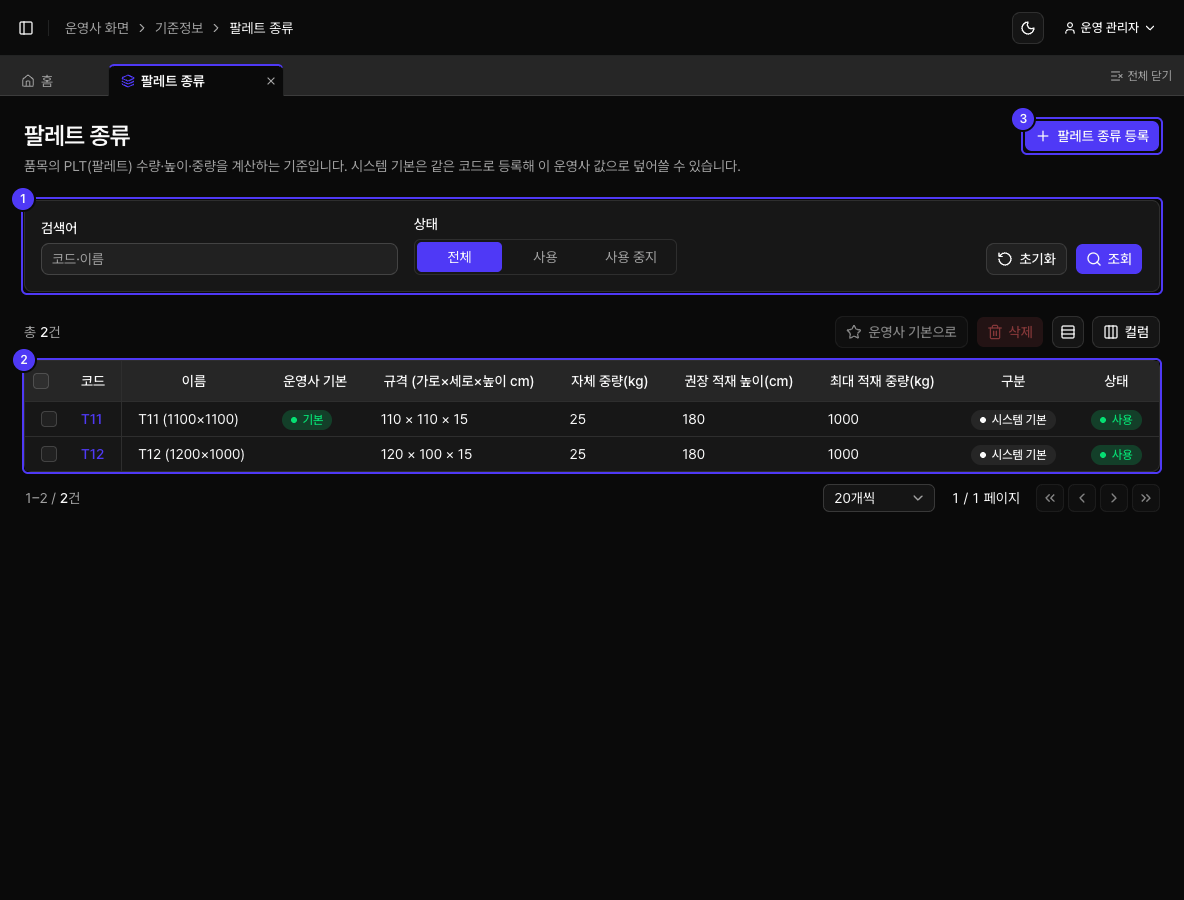 운영사 화면 > 기준정보 > 팔레트 종류
운영 관리자
홈
팔레트 종류
전체 닫기
팔레트 종류
3
팔레트 종류 등록
품목의 PLT(팔레트) 수량·높이·중량을 계산하는 기준입니다. 시스템 기본은 같은 코드로 등록해 이 운영사 값으로 덮어쓸 수 있습니다.
1
검색어
상태
코드·이름
전체 사용 사용 중지
초기화
조회
총 2건
운영사 기본으로
삭제
컬럼
2
코드 이름 운영사 기본 규격 (가로×세로×높이 cm) 자체 중량(kg) 권장 적재 높이(cm) 최대 적재 중량(kg) 구분 상태
T11 T11 (1100×1100) 기본 110 × 110 × 15 25 180 1000 시스템 기본 사용
T12 T12 (1200×1000) 120 × 100 × 15 25 180 1000 시스템 기본 사용
1–2 / 2건
20개씩
1 / 1 페이지